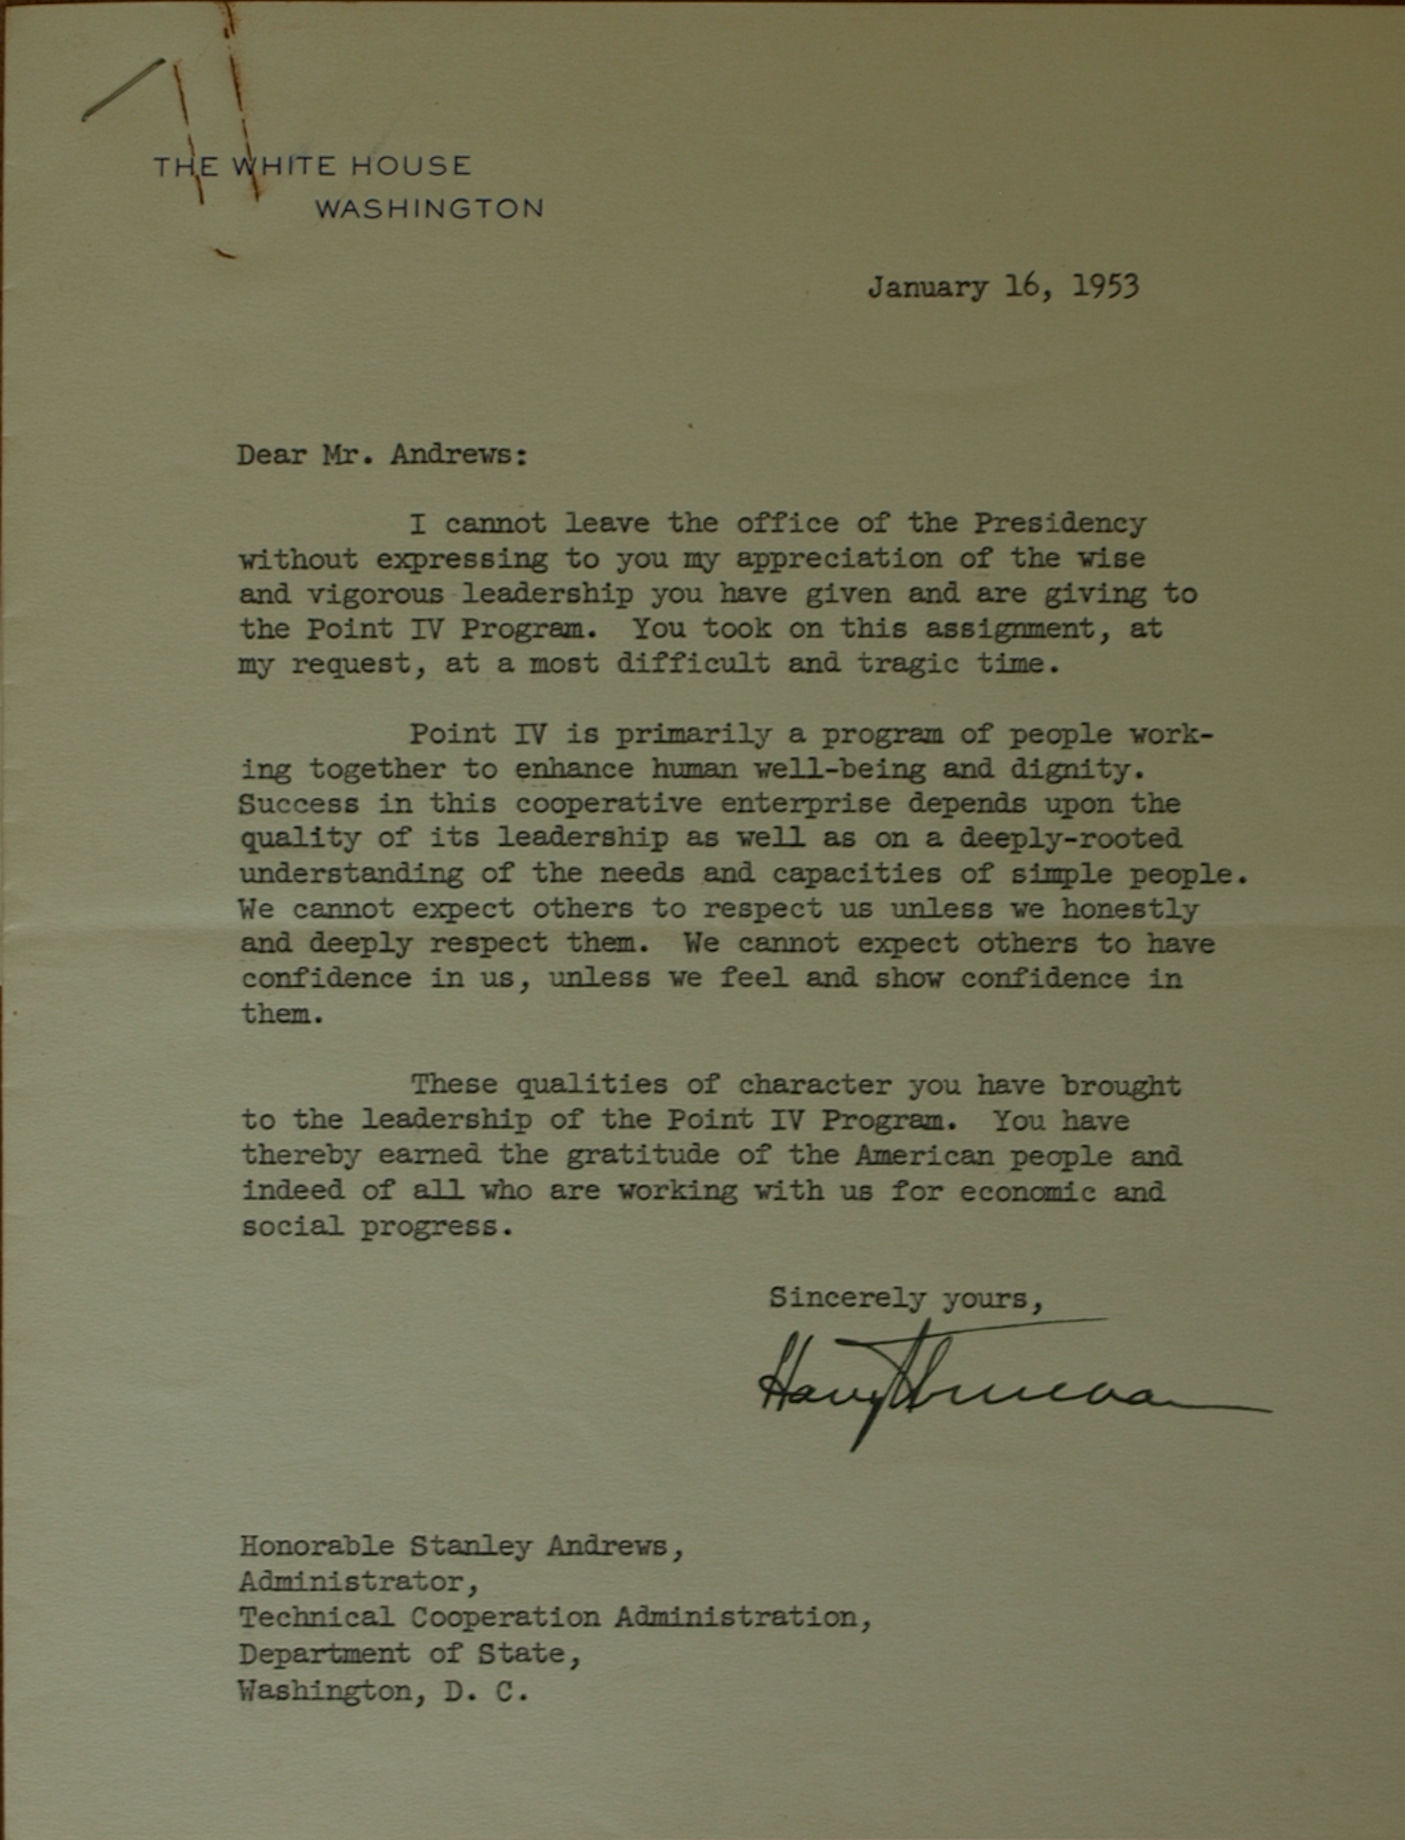 THE WHITE HOUSE
WASHINGTON
January 16, 1953
Dear Mr. Andrews:
I cannot leave the office of the Presidency
without expressing to you my appreciation of the wise
and vigorous leadership you have given and are giving to
the Point IV Program. You took on this assignment, at
my request, at a most difficult and tragic time.
Point IV is primarily a program of people work-
ing together to enhance human well-being and dignity.
Success in this cooperative enterprise depends upon the
quality of its leadership as well as on a deeply-rooted
understanding of the needs and capacities of simple people.
We cannot expect others to respect us unless we honestly
and deeply respect them. We cannot expect others to have
confidence in us, unless we feel and show confidence in
them.
These qualities of character you have brought
to the leadership of the Point IV Program. You have
thereby earned the gratitude of the American people and
indeed of all who are working with us for economic and
social progress.
Sincerely yours,
Harry S Truman
Honorable Stanley Andrews,
Administrator,
Technical Cooperation Administration,
Department of State,
Washington, D. C.